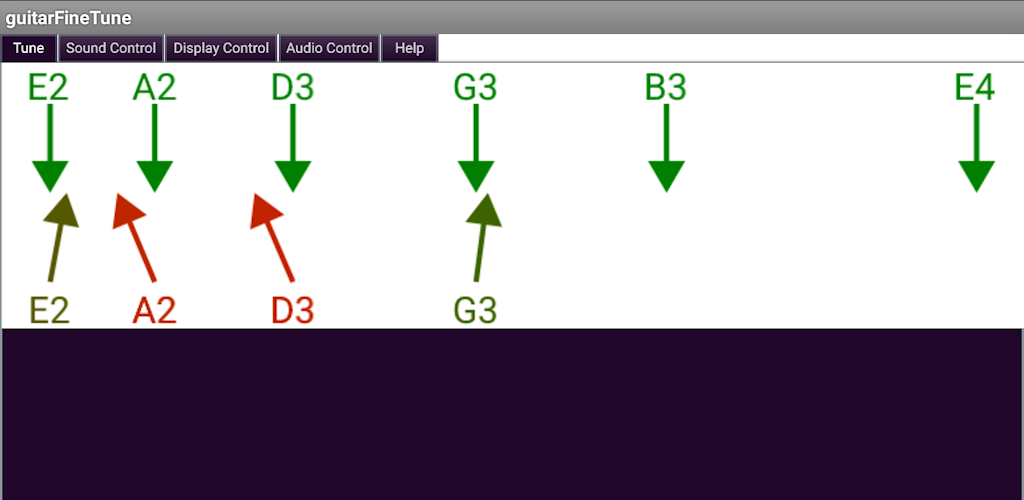 guitarFineTune
Tune Sound Control Display Control Audio Control Help
E2 A2 D3 G3 B3 E4
E2 A2 D3 G3